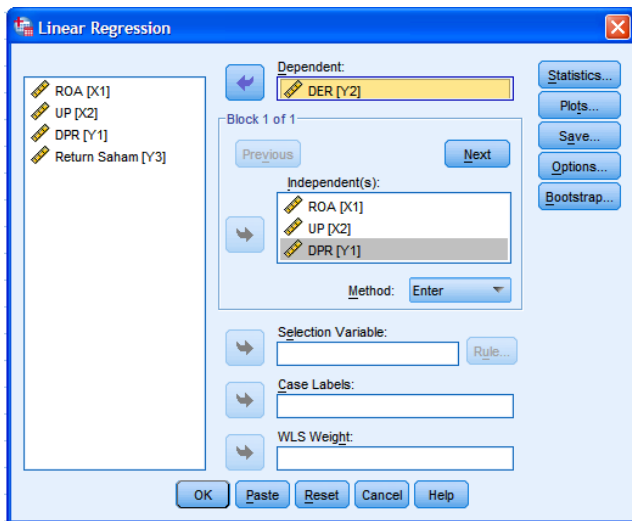 Linear Regression
ROA [X1]
UP [X2]
DPR [Y1]
Return Saham [Y3]
Dependent:
DER [Y2]
Block 1 of 1
Previous
Next
Independent(s):
ROA [X1]
UP [X2]
DPR [Y1]
Method:
Enter
Selection Variable:
Rule...
Case Labels:
WLS Weight:
Statistics...
Plots...
Save...
Options...
Bootstrap...
OK
Paste
Reset
Cancel
Help